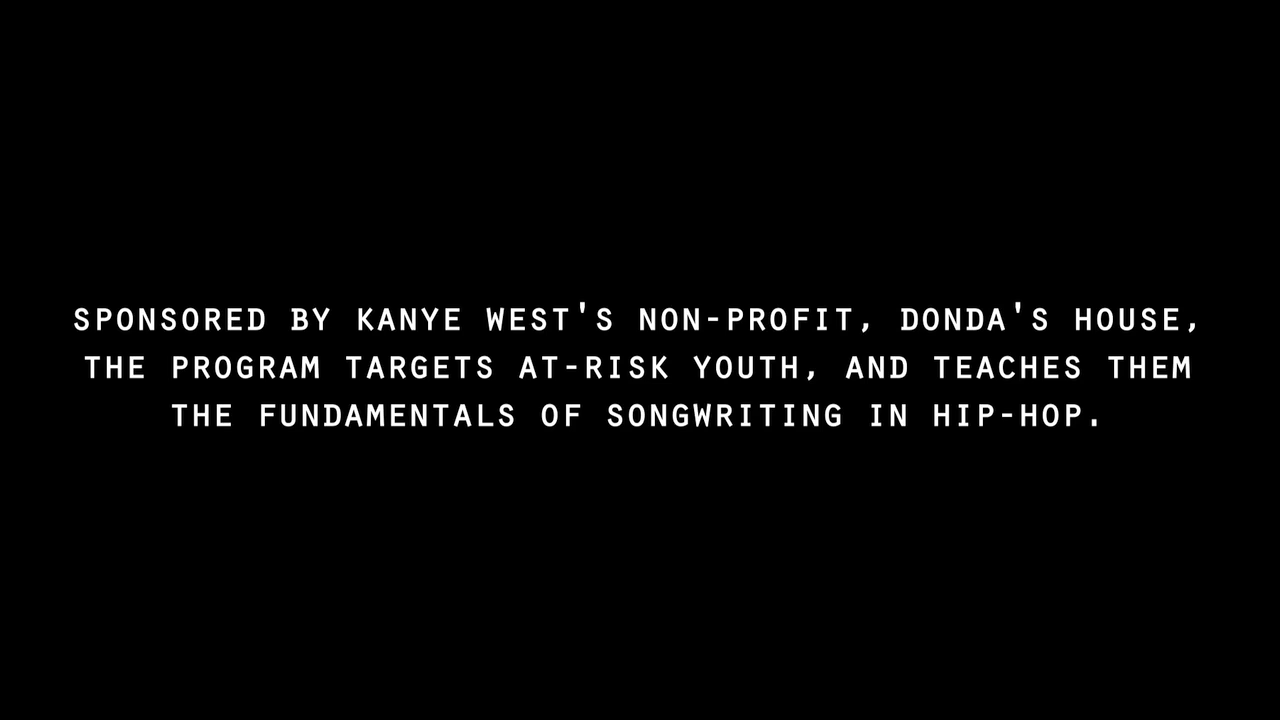 SPONSORED BY KANYE WEST'S NON-PROFIT, DONDA'S HOUSE,
THE PROGRAM TARGETS AT-RISK YOUTH, AND TEACHES THEM
THE FUNDAMENTALS OF SONGWRITING IN HIP-HOP.